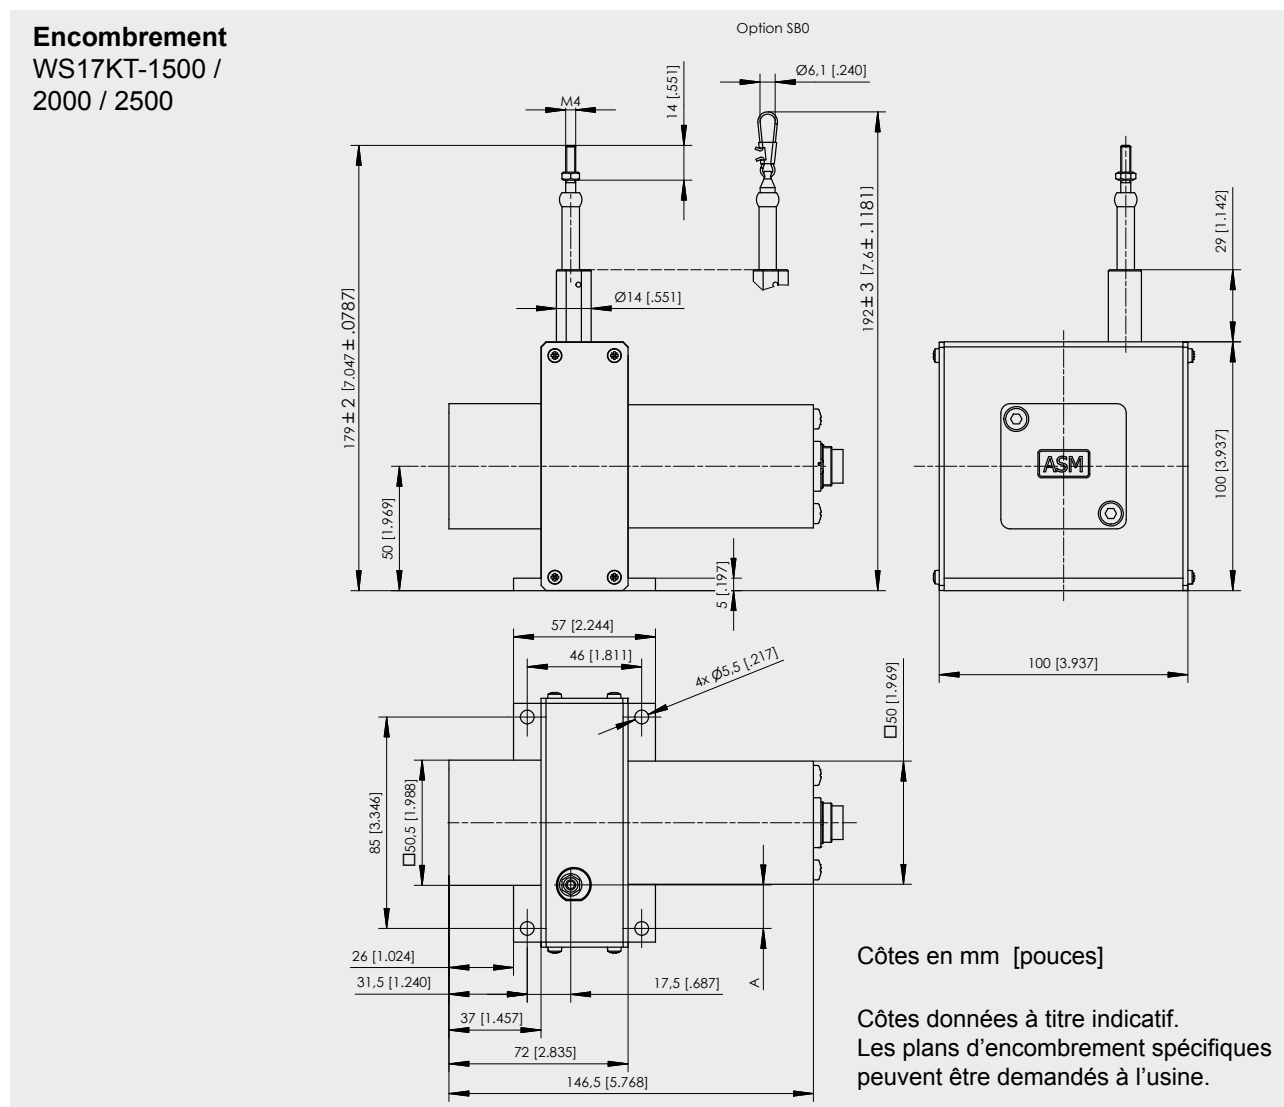 Encombrement
WS17KT-1500 /
2000 / 2500
Option SB0
M4
14 [.551]
Ø6,1 [.240]
179±2 [7.047±.0787]
192±3 [7.6±.1181]
29 [1.142]
Ø14 [.551]
50 [1.969]
ASM
100 [3.937]
5 [.197]
57 [2.244]
46 [1.811]
4x Ø5,5 [.217]
□50 [1.969]
100 [3.937]
85 [3.346]
□50,5 [1.988]
26 [1.024]
31,5 [1.240]
17,5 [.687]
A
37 [1.457]
72 [2.835]
146,5 [5.768]
Côtes en mm [pouces]
Côtes données à titre indicatif.
Les plans d’encombrement spécifiques
peuvent être demandés à l’usine.